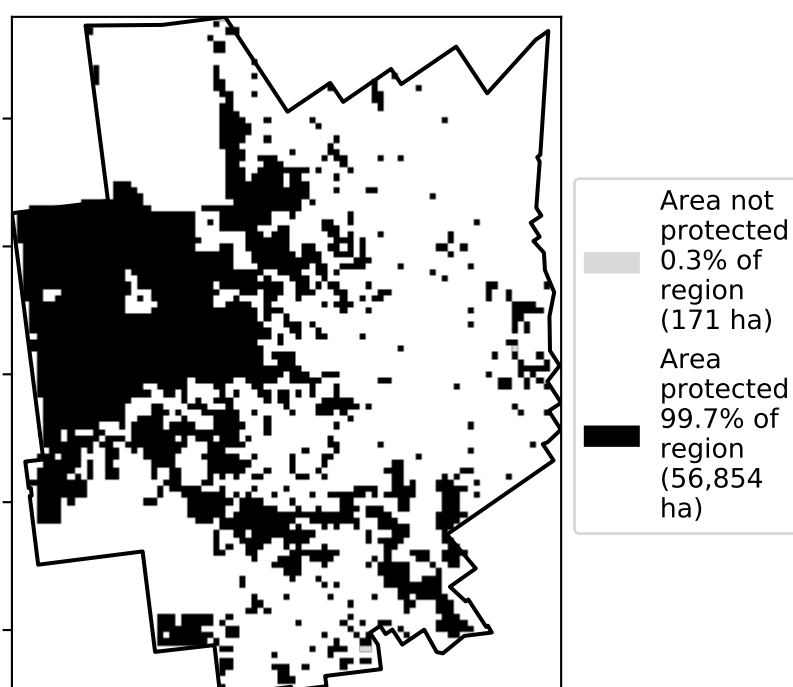 Area not
protected
0.3% of
region
(171 ha)
Area
protected
99.7% of
region
(56,854
ha)